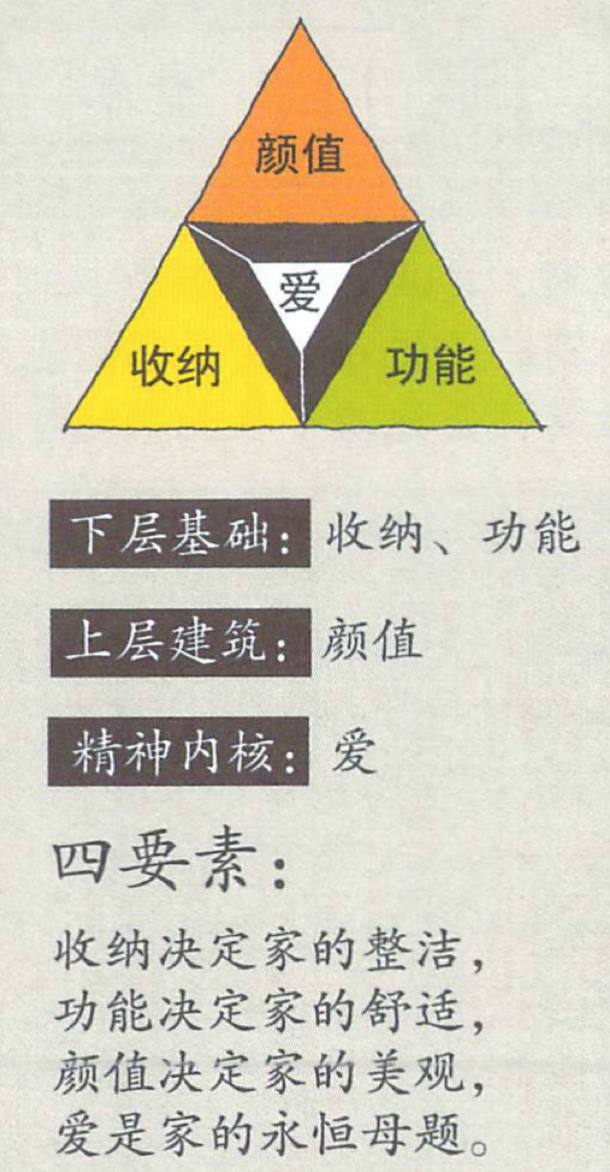 颜值
爱
收纳
功能
下层基础：收纳、功能
上层建筑：颜值
精神内核：爱
四要素：
收纳决定家的整洁，
功能决定家的舒适，
颜值决定家的美观，
爱是家的永恒母题。